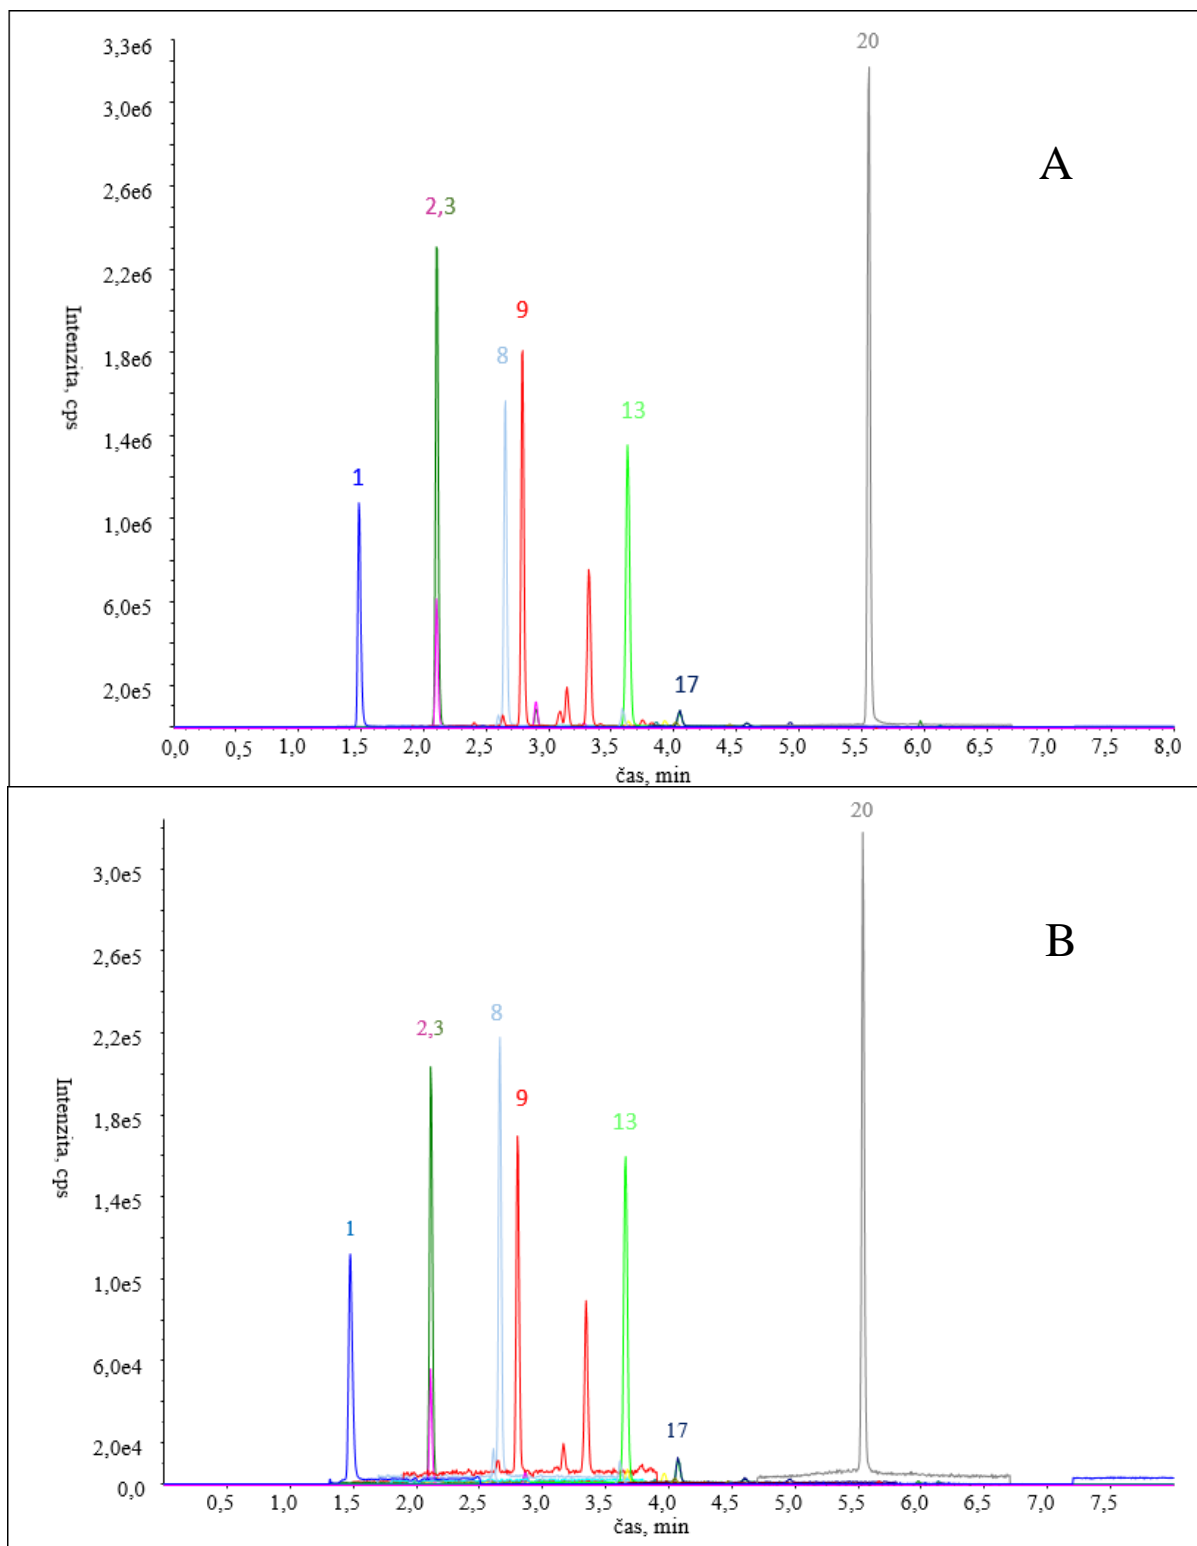 20
3,3e6
3,0e6
A
2,6e6
2,3
2,2e6
9
1,8e6
8
13
1,4e6
1
1,0e6
6,0e5
17
2,0e5
Intenzita, cps
0,0 0,5 1,0 1,5 2,0 2,5 3,0 3,5 4,0 4,5 5,0 5,5 6,0 6,5 7,0 7,5 8,0
čas, min
20
3,0e5
B
2,6e5
8
2,3
2,2e5
9
1,8e5
13
1,4e5
1
1,0e5
6,0e4
17
2,0e4
0,0
Intenzita, cps
0,5 1,0 1,5 2,0 2,5 3,0 3,5 4,0 4,5 5,0 5,5 6,0 6,5 7,0 7,5
čas, min